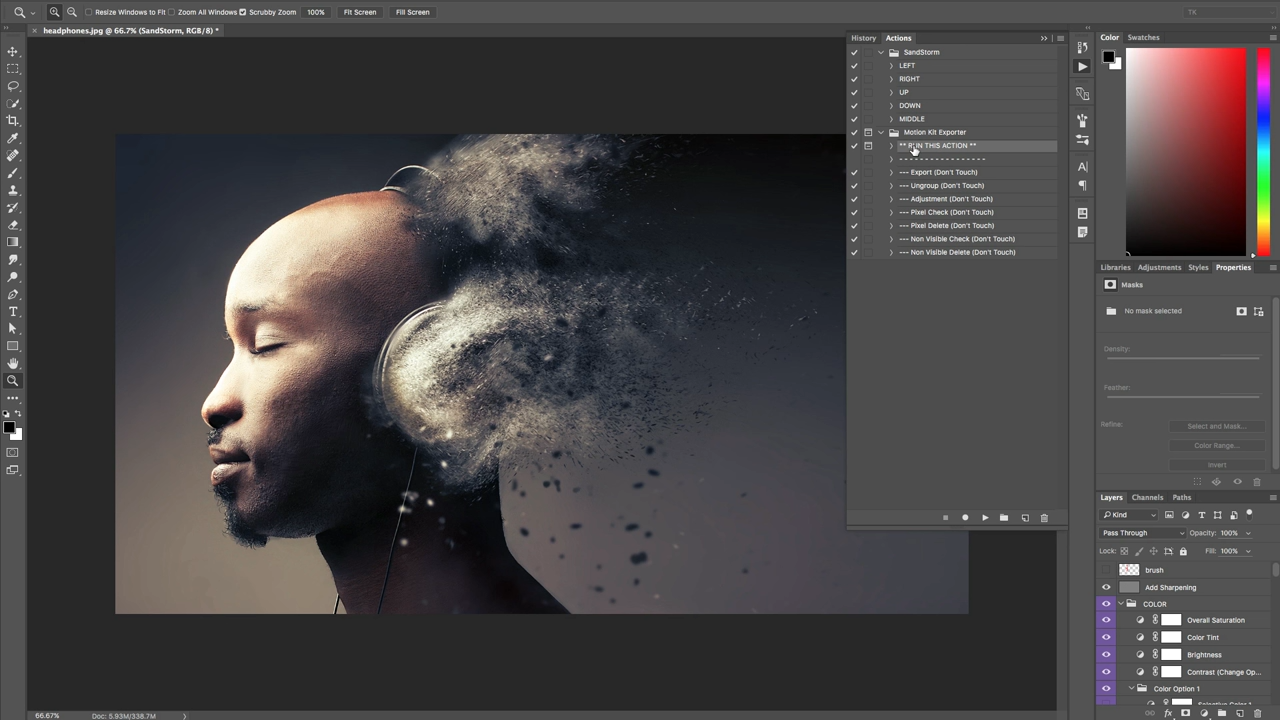 Resize Windows to Fit Zoom All Windows Scrubby Zoom 100% Fit Screen Fill Screen TK
× headphones.jpg @ 66.7% (SandStorm, RGB/8) *
History Actions
SandStorm
LEFT
RIGHT
UP
DOWN
MIDDLE
Motion Kit Exporter
** RUN THIS ACTION **
- - - - - - - - - - - - - - - - - -
--- Export (Don't Touch)
--- Ungroup (Don't Touch)
--- Adjustment (Don't Touch)
--- Pixel Check (Don't Touch)
--- Pixel Delete (Don't Touch)
--- Non Visible Check (Don't Touch)
--- Non Visible Delete (Don't Touch)
Color Swatches
Libraries Adjustments Styles Properties
Masks
No mask selected
Density:
Feather:
Refine: Select and Mask...
Color Range...
Invert
Layers Channels Paths
Kind
Pass Through Opacity: 100%
Lock: Fill: 100%
brush
Add Sharpening
COLOR
Overall Saturation
Color Tint
Brightness
Contrast (Change Op...
Color Option 1
Selective Color 1
66.67% Doc: 5.93M/338.7M